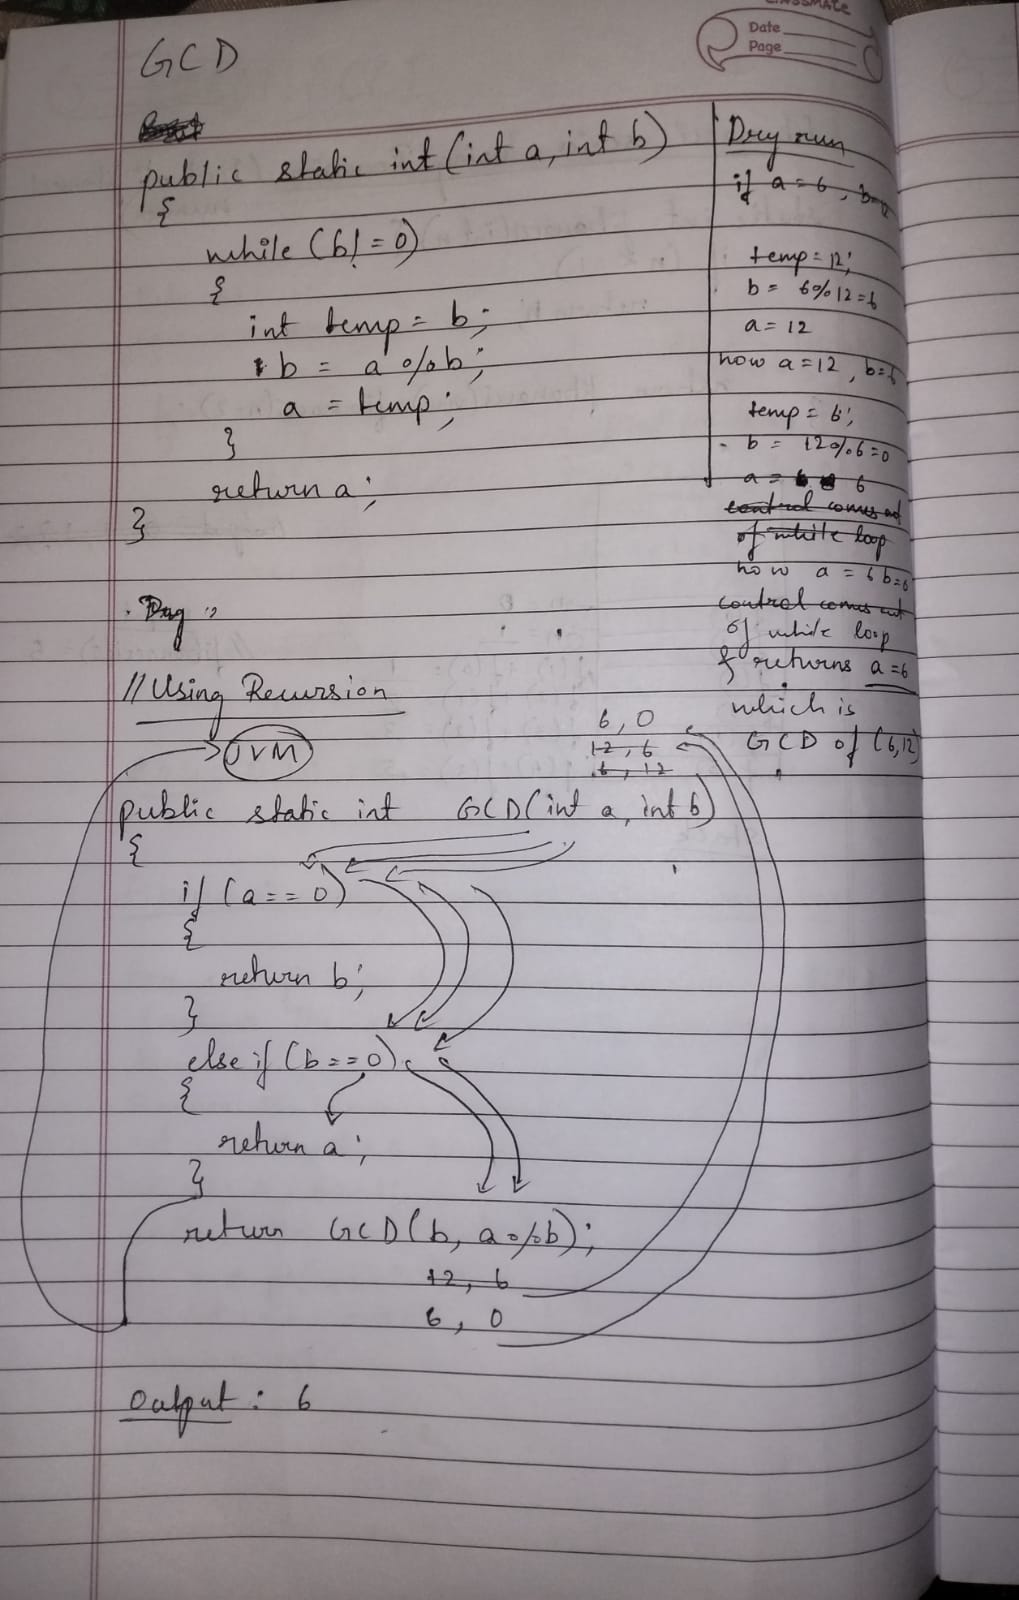 classmate
Date
Page
GCD
public static int (int a, int b)
{
while (b! = 0)
{
int temp = b;
b = a % b;
a = temp;
}
return a;
}
Dry run
if a = 6, b=12
temp = 12;
b = 6%12=6
a = 12
now a = 12, b=6
temp = 6;
b = 12%6=0
a = 6
control comes out
of while loop
now a = 6 b=0
control comes out
of while loop
& returns a=6
which is
GCD of (6,12)
// Using Recursion
JVM
6, 0
12, 6
6, 12
public static int GCD(int a, int b)
{
if (a == 0)
{
return b;
}
else if (b == 0)
{
return a;
}
return GCD(b, a%b);
12, 6
6, 0
Output : 6